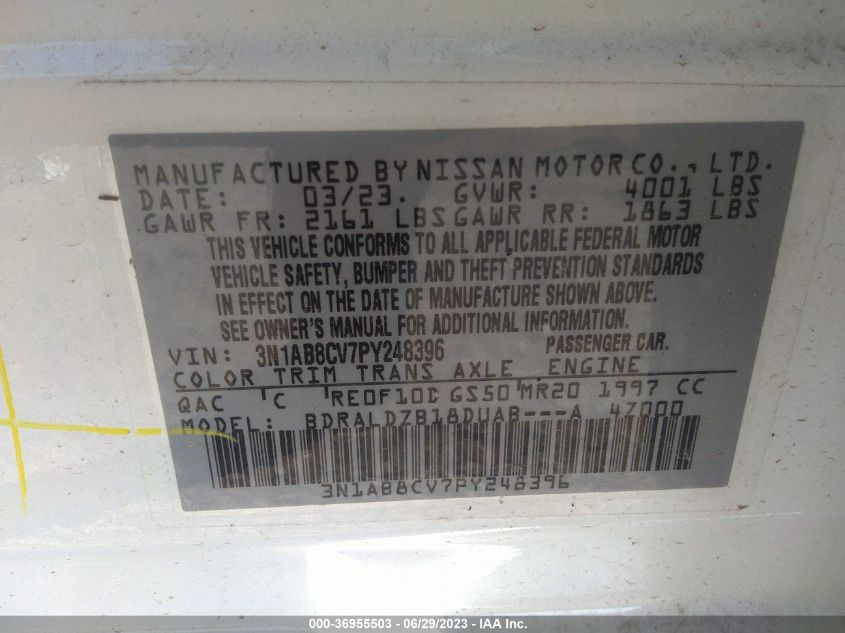 MANUFACTURED BY NISSAN MOTOR CO., LTD.
DATE: 03/23. GVWR: 4001 LBS
GAWR FR: 2161 LBS GAWR RR: 1863 LBS
THIS VEHICLE CONFORMS TO ALL APPLICABLE FEDERAL MOTOR
VEHICLE SAFETY, BUMPER AND THEFT PREVENTION STANDARDS
IN EFFECT ON THE DATE OF MANUFACTURE SHOWN ABOVE.
SEE OWNER'S MANUAL FOR ADDITIONAL INFORMATION.
VIN: 3N1AB8CV7PY248396 PASSENGER CAR.
COLOR TRIM TRANS AXLE ENGINE
QAC C RE0F10D GS50 MR20 1997 CC
MODEL: BDRALDZB18DUAB---A 47000
3N1AB8CV7PY248396
000-36955503 - 06/29/2023 - IAA Inc.